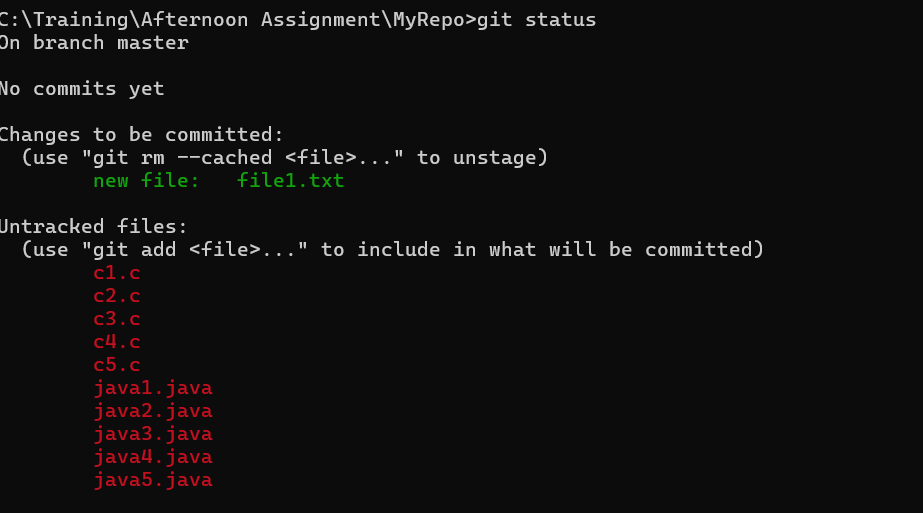 C:\Training\Afternoon Assignment\MyRepo>git status
On branch master
No commits yet
Changes to be committed:
(use "git rm --cached <file>..." to unstage)
new file: file1.txt
Untracked files:
(use "git add <file>..." to include in what will be committed)
c1.c
c2.c
c3.c
c4.c
c5.c
java1.java
java2.java
java3.java
java4.java
java5.java